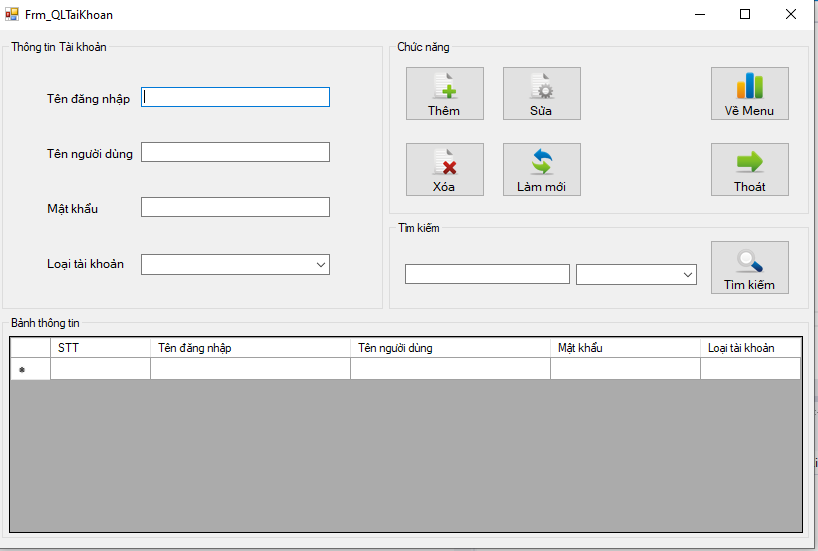 Frm_QLTaiKhoan
Thông tin Tài khoản
Tên đăng nhập
Tên người dùng
Mật khẩu
Loại tài khoản
Chức năng
Thêm
Sửa
Về Menu
Xóa
Làm mới
Thoát
Tìm kiếm
Tìm kiếm
Bảnh thông tin
STT Tên đăng nhập Tên người dùng Mật khẩu Loại tài khoản